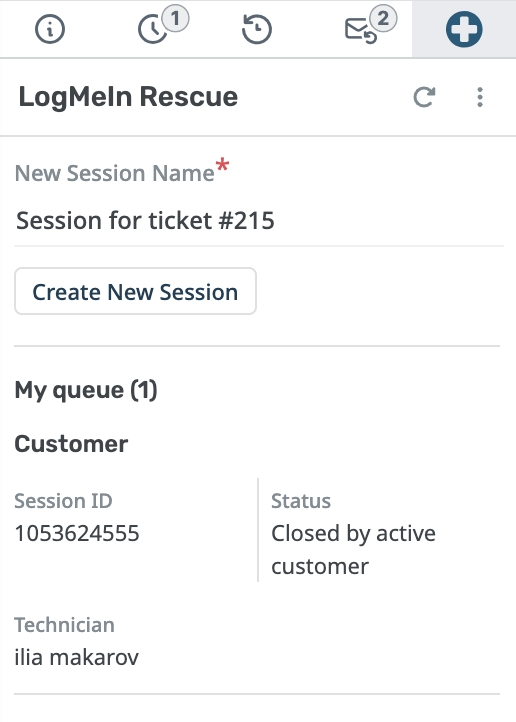 1
2
LogMeIn Rescue
New Session Name*
Session for ticket #215
Create New Session
My queue (1)
Customer
Session ID
1053624555
Status
Closed by active
customer
Technician
ilia makarov